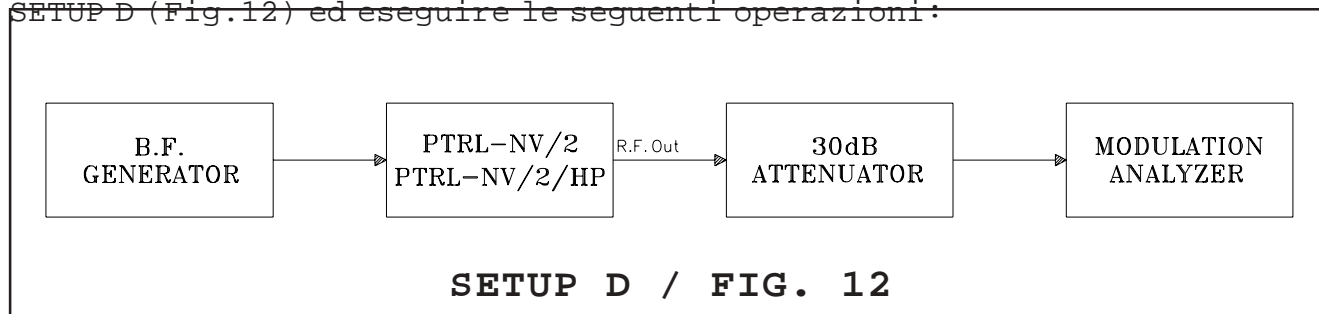 SETUP D (Fig.12) ed eseguire le seguenti operazioni:
B.F.
GENERATOR
PTRL-NV/2
PTRL-NV/2/HP
R.F. Out
30dB
ATTENUATOR
MODULATION
ANALYZER
SETUP D / FIG. 12